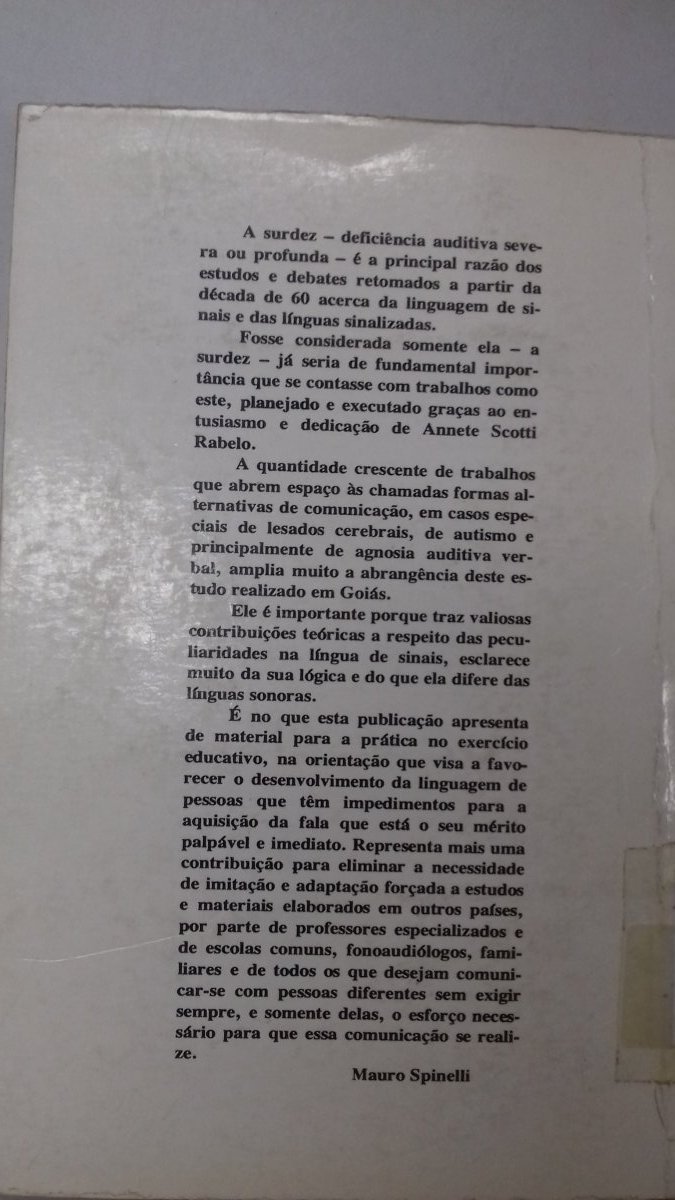 A surdez – deficiência auditiva seve-
ra ou profunda – é a principal razão dos
estudos e debates retomados a partir da
década de 60 acerca da linguagem de si-
nais e das línguas sinalizadas.
Fosse considerada somente ela – a
surdez – já seria de fundamental impor-
tância que se contasse com trabalhos como
este, planejado e executado graças ao en-
tusiasmo e dedicação de Annete Scotti
Rabelo.
A quantidade crescente de trabalhos
que abrem espaço às chamadas formas al-
ternativas de comunicação, em casos espe-
ciais de lesados cerebrais, de autismo e
principalmente de agnosia auditiva ver-
bal, amplia muito a abrangência deste es-
tudo realizado em Goiás.
Ele é importante porque traz valiosas
contribuições teóricas a respeito das pecu-
liaridades na língua de sinais, esclarece
muito da sua lógica e do que ela difere das
línguas sonoras.
É no que esta publicação apresenta
de material para a prática no exercício
educativo, na orientação que visa a favo-
recer o desenvolvimento da linguagem de
pessoas que têm impedimentos para a
aquisição da fala que está o seu mérito
palpável e imediato. Representa mais uma
contribuição para eliminar a necessidade
de imitação e adaptação forçada a estudos
e materiais elaborados em outros países,
por parte de professores especializados e
de escolas comuns, fonoaudiólogos, fami-
liares e de todos os que desejam comuni-
car-se com pessoas diferentes sem exigir
sempre, e somente delas, o esforço neces-
sário para que essa comunicação se reali-
ze.
Mauro Spinelli